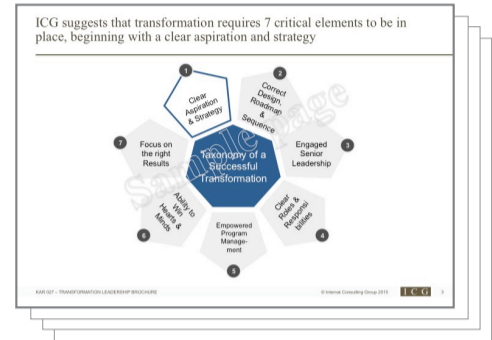 ICG suggests that transformation requires 7 critical elements to be in
place, beginning with a clear aspiration and strategy
1
Clear
Aspiration
& Strategy
2
Correct
Design,
Roadmap
&
Sequence
3
Engaged
Senior
Leadership
4
Clear
Roles &
Responsi
bilities
5
Empowered
Program
Manage-
ment
6
Ability to
Win
Hearts &
Minds
7
Focus on
the right
Results
Taxonomy of a
Successful
Transformation
Sample page
KAR 027 – TRANSFORMATION LEADERSHIP BROCHURE
© Internal Consulting Group 2015
ICG